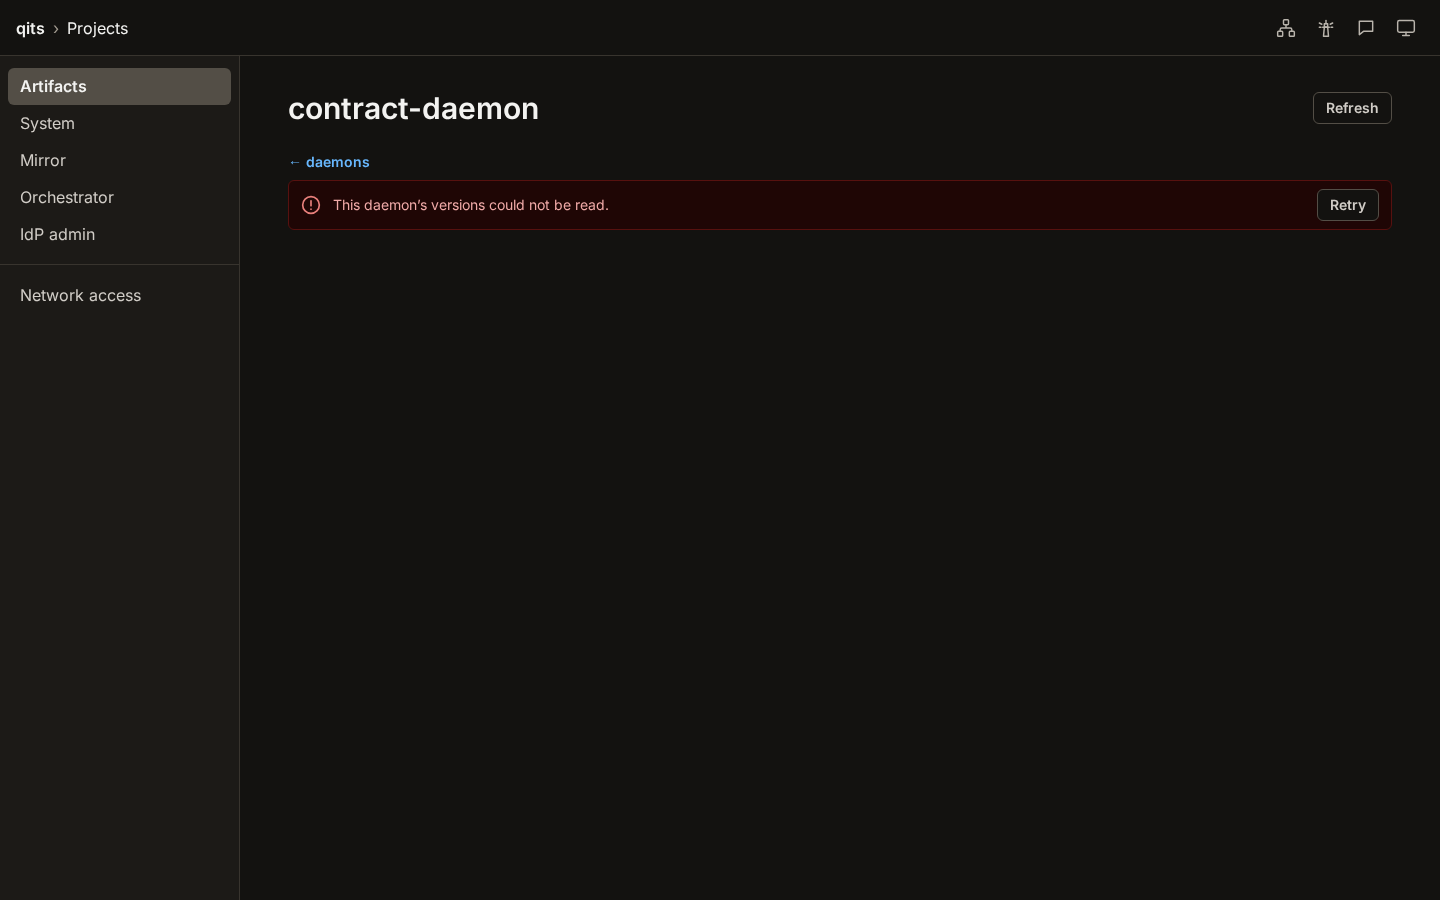 qits › Projects
Artifacts
System
Mirror
Orchestrator
IdP admin
Network access
contract-daemon
Refresh
← daemons
This daemon’s versions could not be read.
Retry